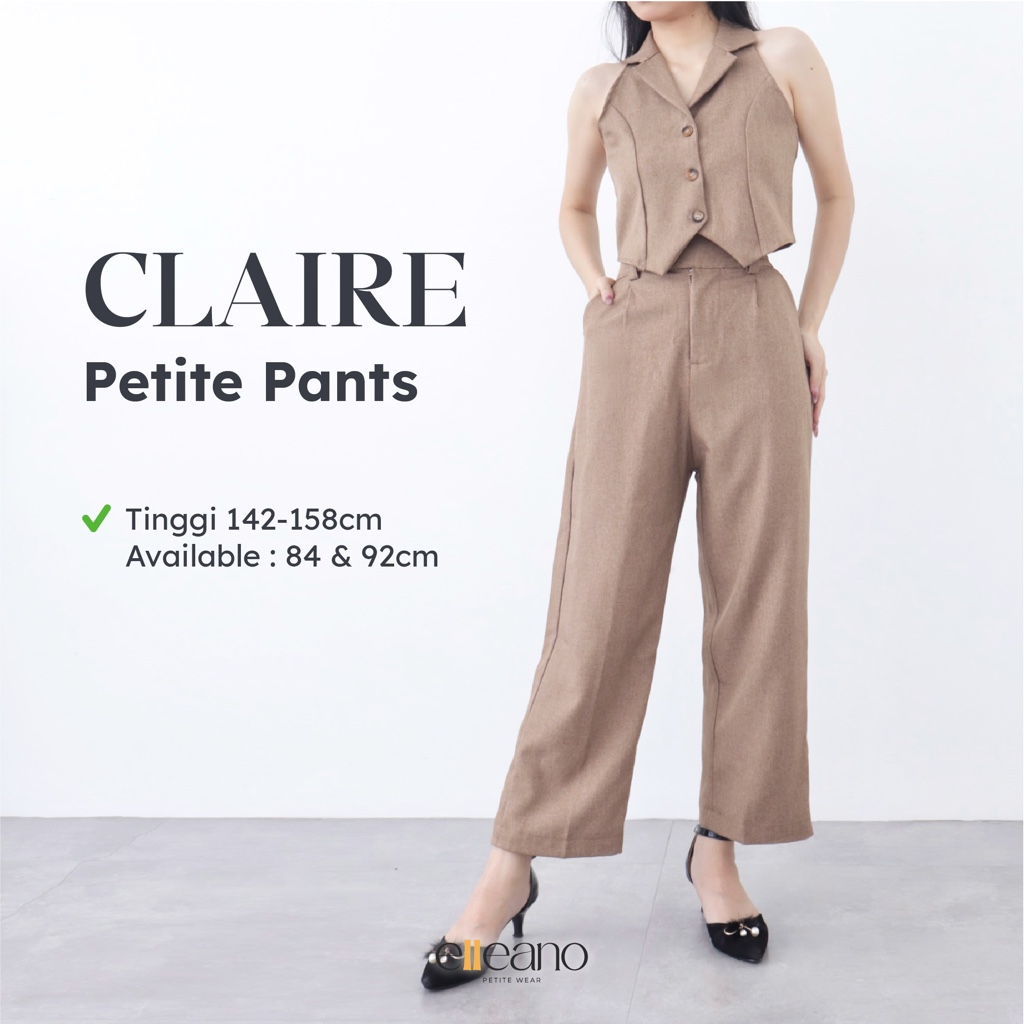 CLAIRE
Petite Pants
Tinggi 142-158cm
Available : 84 & 92cm
elleano
PETITE WEAR